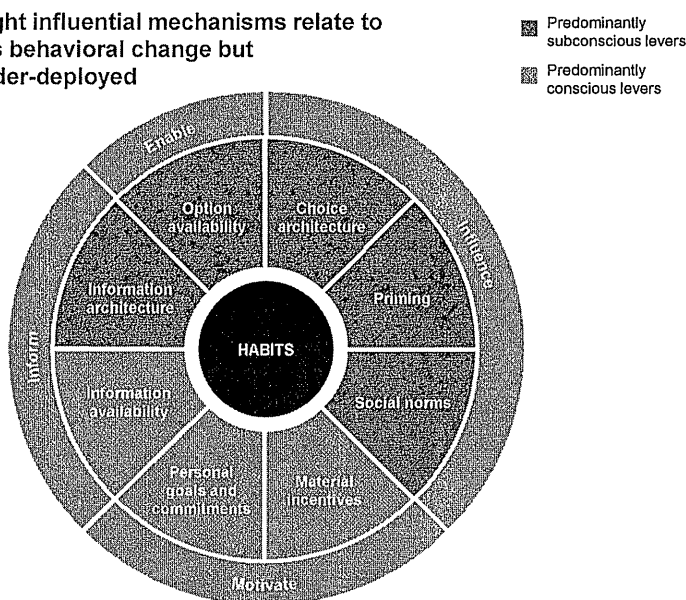 ght influential mechanisms relate to
s behavioral change but
der-deployed
Predominantly
subconscious levers
Predominantly
conscious levers
Enable
Option
availability
Choice
architecture
Influence
Information
architecture
Priming
HABITS
Inform
Information
availability
Social norms
Personal
goals and
commitments
Material
incentives
Motivate